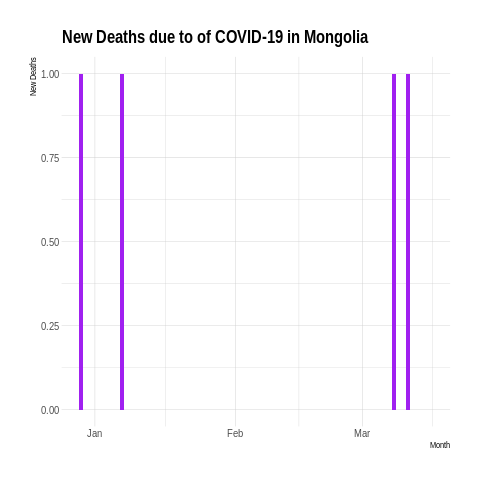 New Deaths due to of COVID-19 in Mongolia
New Deaths
1.00
0.75
0.50
0.25
0.00
Jan Feb Mar
Month